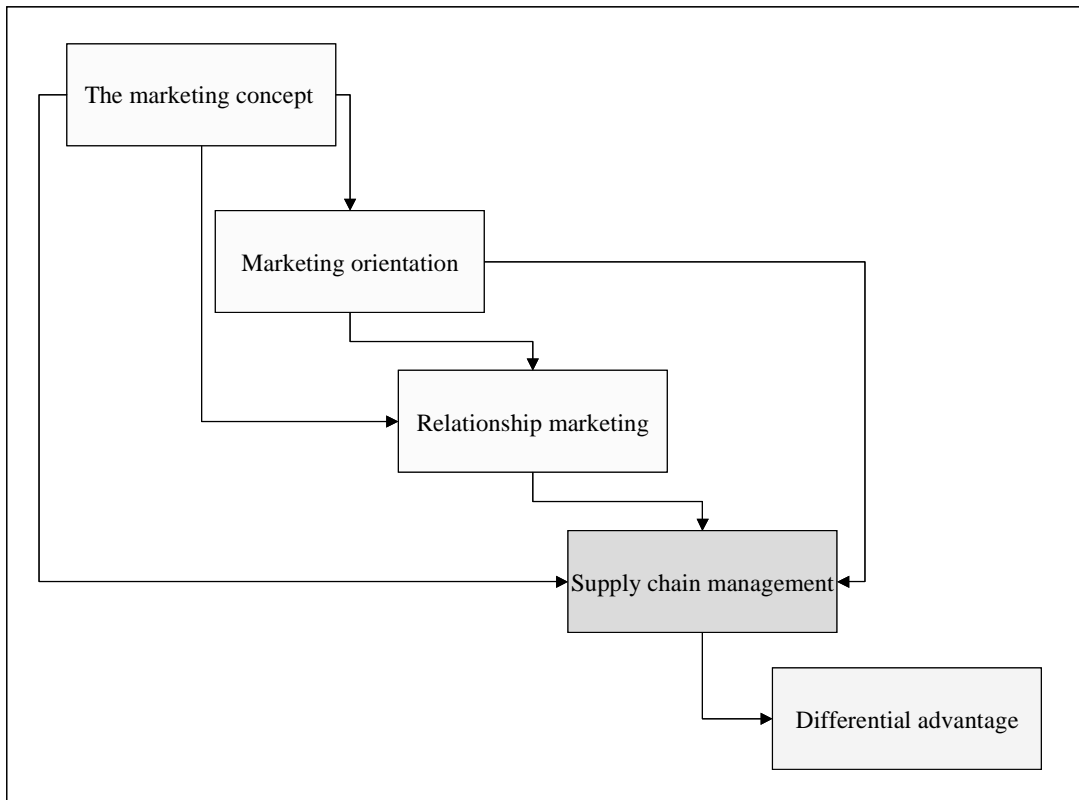 The marketing concept
Marketing orientation
Relationship marketing
Supply chain management
Differential advantage